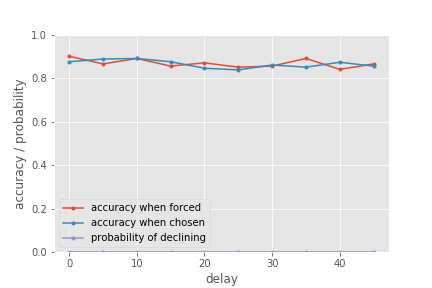 1.0
0.8
0.6
0.4
0.2
0.0
accuracy / probability
accuracy when forced
accuracy when chosen
probability of declining
0 10 20 30 40
delay